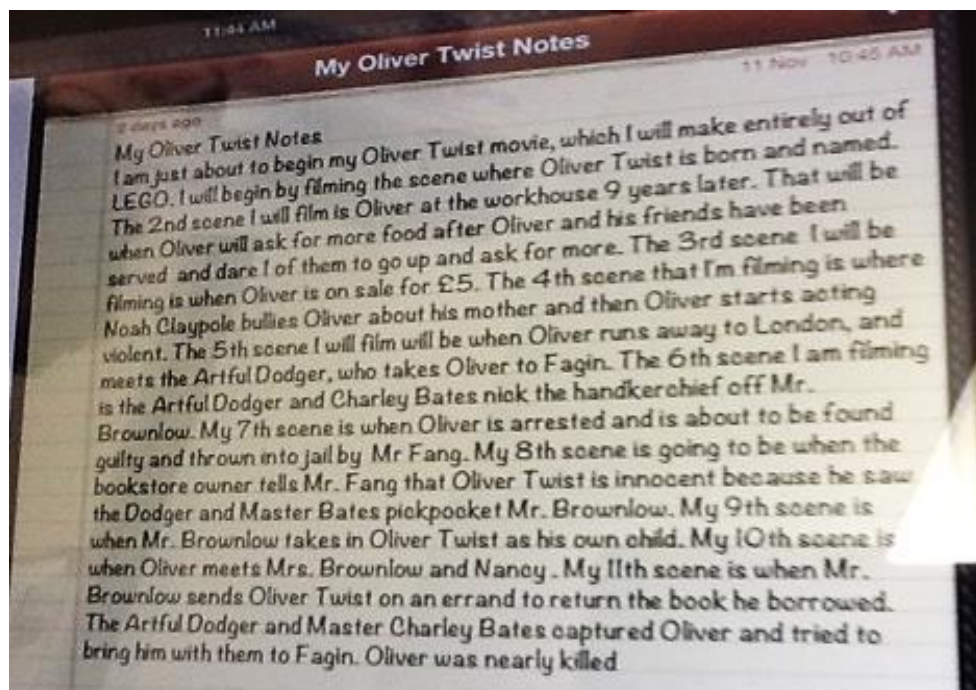 11:44 AM
My Oliver Twist Notes
11 Nov 10:45 AM
2 days ago
My Oliver Twist Notes
I am just about to begin my Oliver Twist movie, which I will make entirely out of
LEGO. I will begin by filming the scene where Oliver Twist is born and named.
The 2nd scene I will film is Oliver at the workhouse 9 years later. That will be
when Oliver will ask for more food after Oliver and his friends have been
served and dare 1 of them to go up and ask for more. The 3rd scene I will be
filming is when Oliver is on sale for £5. The 4th scene that I'm filming is where
Noah Claypole bullies Oliver about his mother and then Oliver starts acting
violent. The 5th scene I will film will be when Oliver runs away to London, and
meets the Artful Dodger, who takes Oliver to Fagin. The 6th scene I am filming
is the Artful Dodger and Charley Bates nick the handkerchief off Mr.
Brownlow. My 7th scene is when Oliver is arrested and is about to be found
guilty and thrown into jail by Mr Fang. My 8th scene is going to be when the
bookstore owner tells Mr. Fang that Oliver Twist is innocent because he saw
the Dodger and Master Bates pickpocket Mr. Brownlow. My 9th scene is
when Mr. Brownlow takes in Oliver Twist as his own child. My 10th scene is
when Oliver meets Mrs. Brownlow and Nancy. My 11th scene is when Mr.
Brownlow sends Oliver Twist on an errand to return the book he borrowed.
The Artful Dodger and Master Charley Bates captured Oliver and tried to
bring him with them to Fagin. Oliver was nearly killed